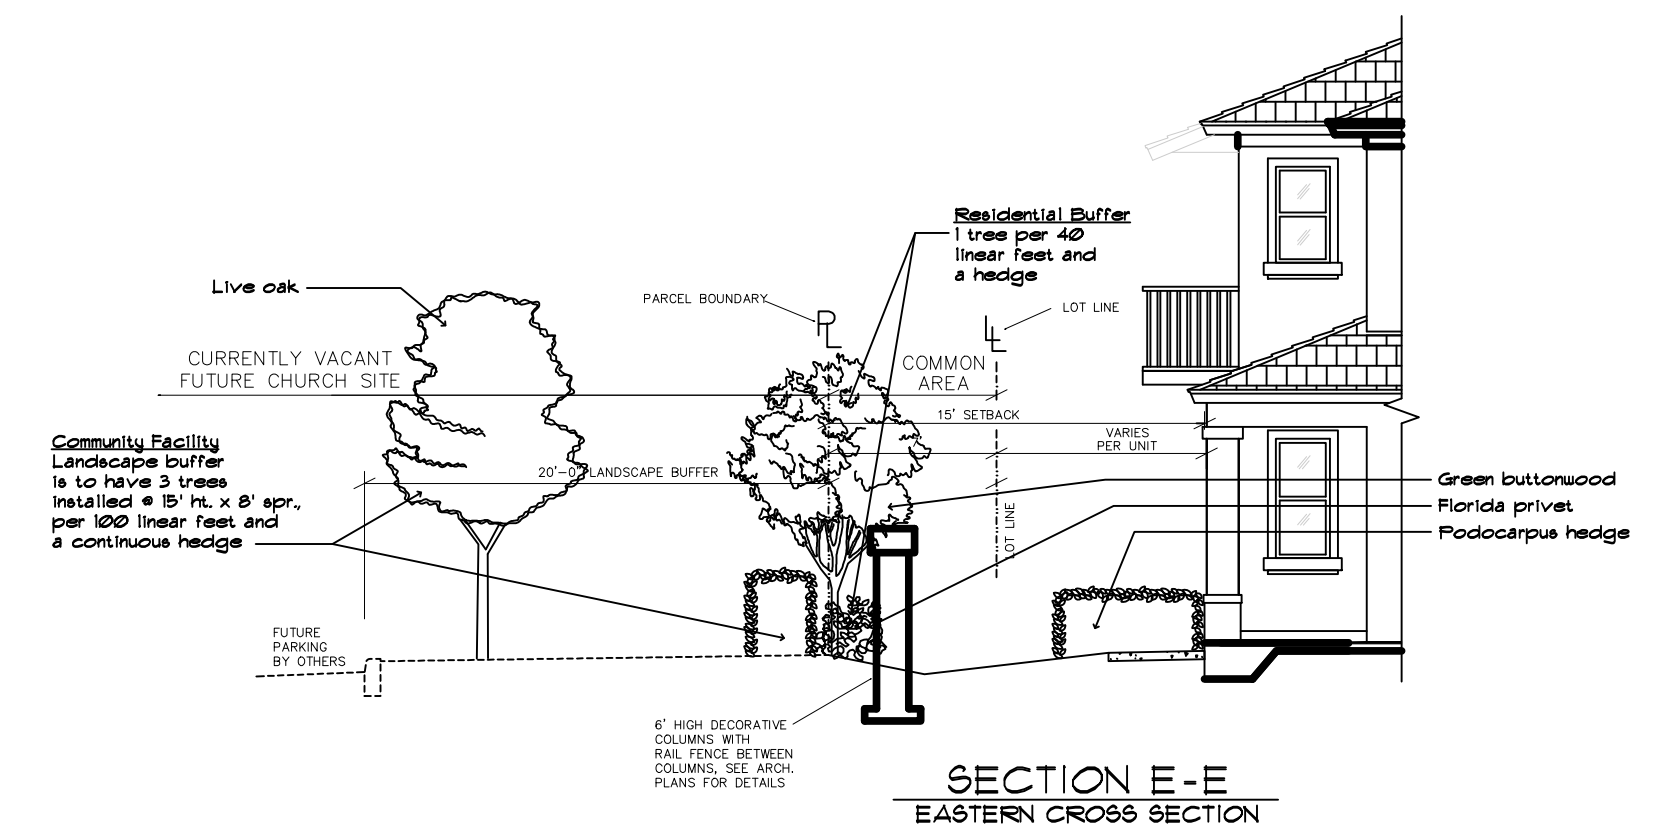 Residential Buffer
1 tree per 40
linear feet and
a hedge
Live oak
PARCEL BOUNDARY
PL
LL
LOT LINE
CURRENTLY VACANT
FUTURE CHURCH SITE
COMMON
AREA
15' SETBACK
VARIES
PER UNIT
Community Facility
Landscape buffer
is to have 3 trees
installed @ 15' ht. x 8' spr.,
per 100 linear feet and
a continuous hedge
20'-0" LANDSCAPE BUFFER
Green buttonwood
Florida privet
Podocarpus hedge
LOT LINE
FUTURE
PARKING
BY OTHERS
6' HIGH DECORATIVE
COLUMNS WITH
RAIL FENCE BETWEEN
COLUMNS, SEE ARCH.
PLANS FOR DETAILS
SECTION E-E
EASTERN CROSS SECTION